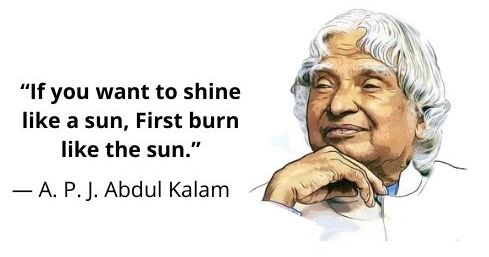 “If you want to shine
like a sun, First burn
like the sun.”
— A. P. J. Abdul Kalam